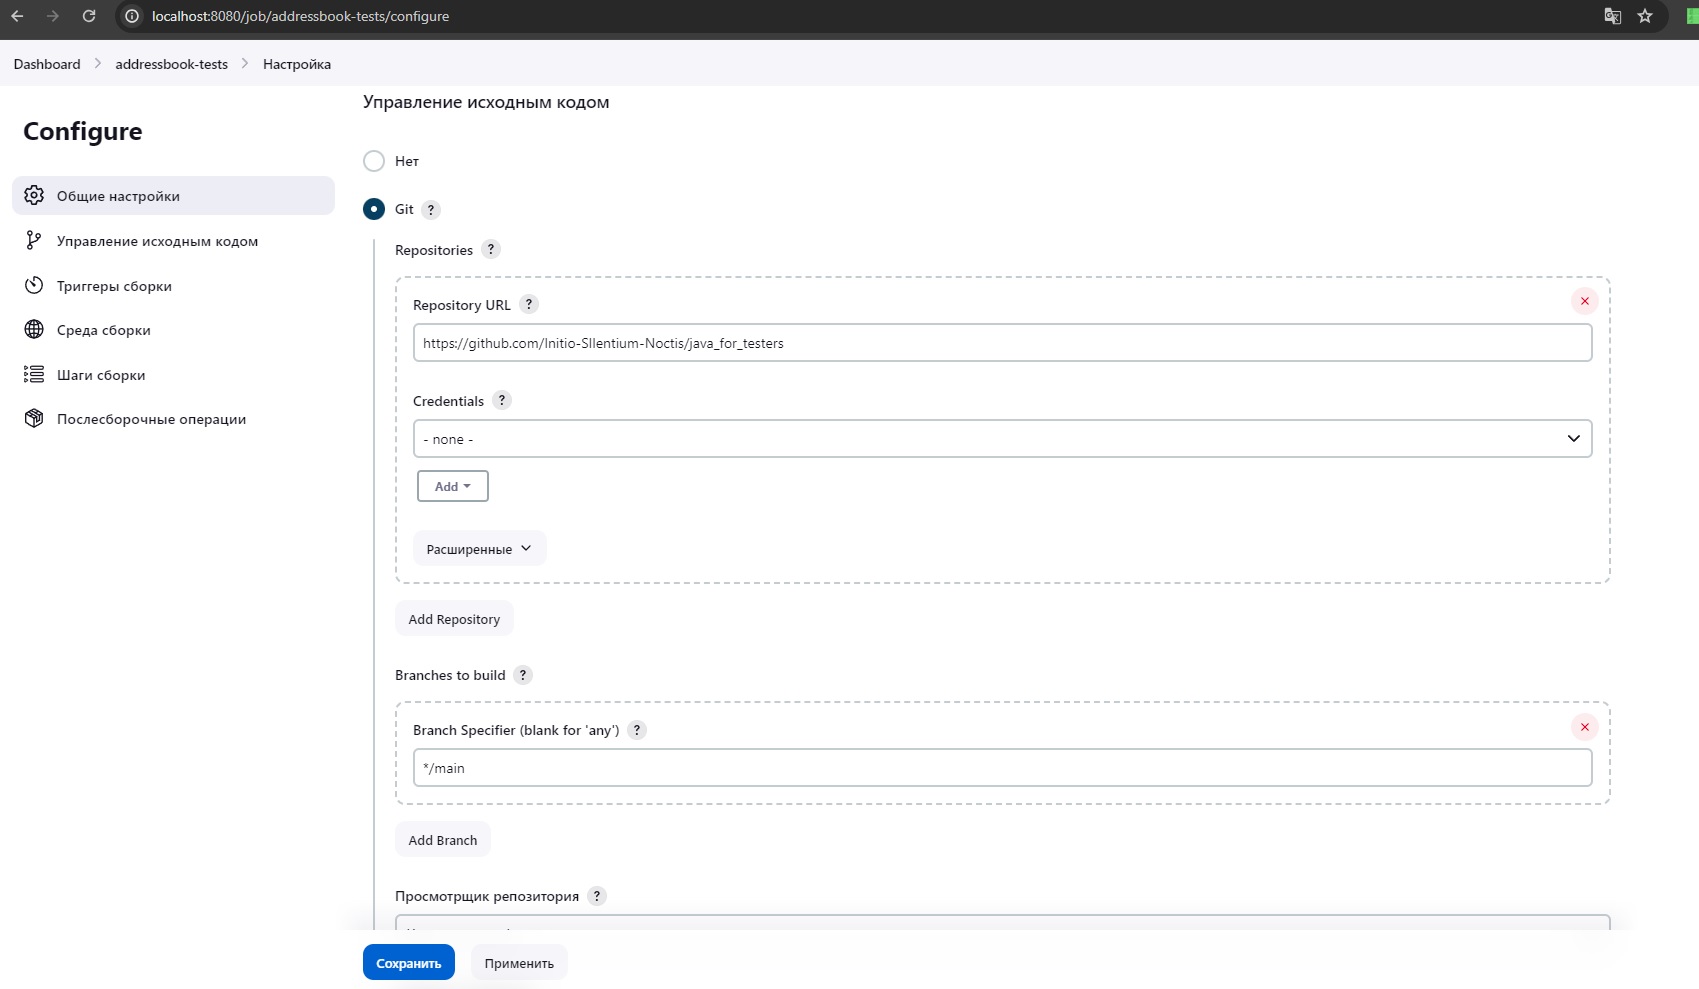 localhost:8080/job/addressbook-tests/configure
Dashboard
addressbook-tests
Настройка
Configure
Общие настройки
Управление исходным кодом
Триггеры сборки
Среда сборки
Шаги сборки
Послесборочные операции
Управление исходным кодом
Нет
Git ?
Repositories ?
Repository URL ?
https://github.com/Initio-SIlentium-Noctis/java_for_testers
Credentials ?
- none -
Add
Расширенные
Add Repository
Branches to build ?
Branch Specifier (blank for 'any') ?
*/main
Add Branch
Просмотрщик репозитория ?
Сохранить
Применить